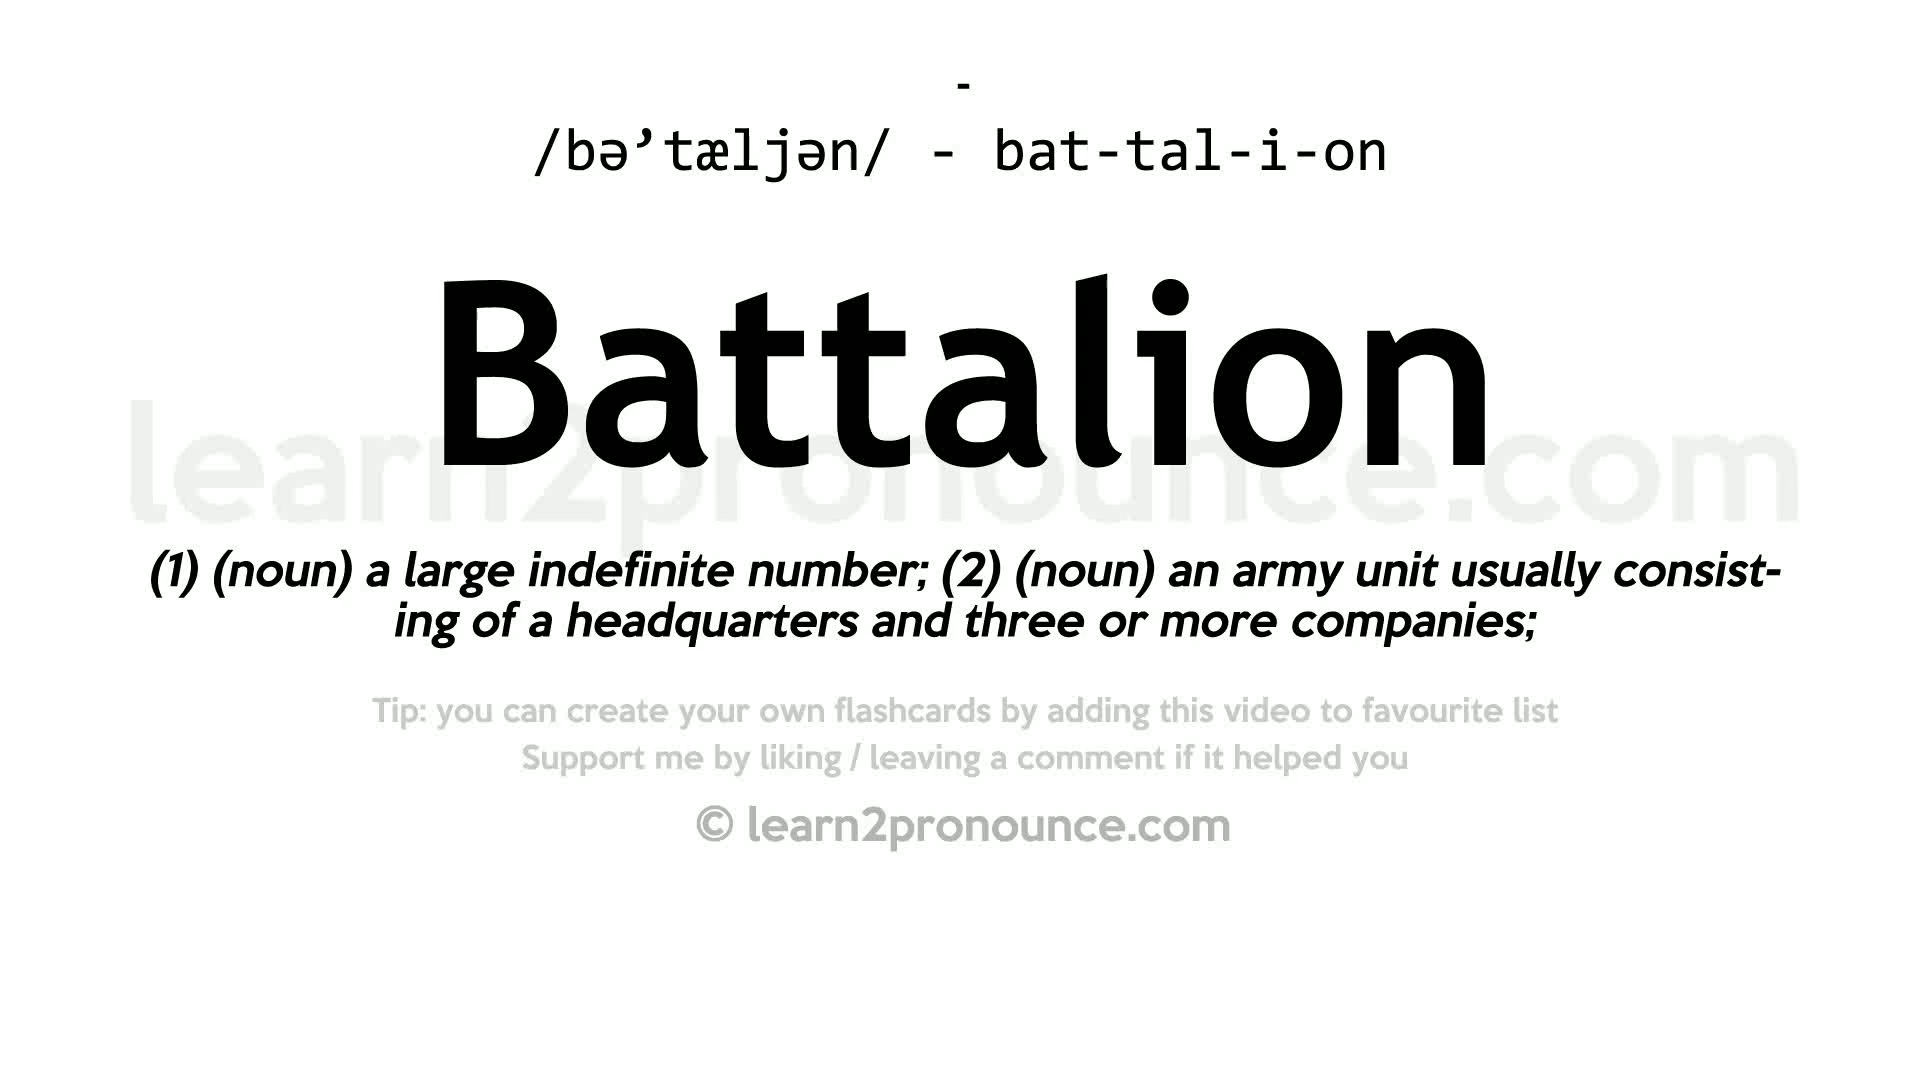 -
/bə’tæljən/ - bat-tal-i-on
Battalion
learn2pronounce.com
(1) (noun) a large indefinite number; (2) (noun) an army unit usually consist-
ing of a headquarters and three or more companies;
Tip: you can create your own flashcards by adding this video to favourite list
Support me by liking / leaving a comment if it helped you
© learn2pronounce.com